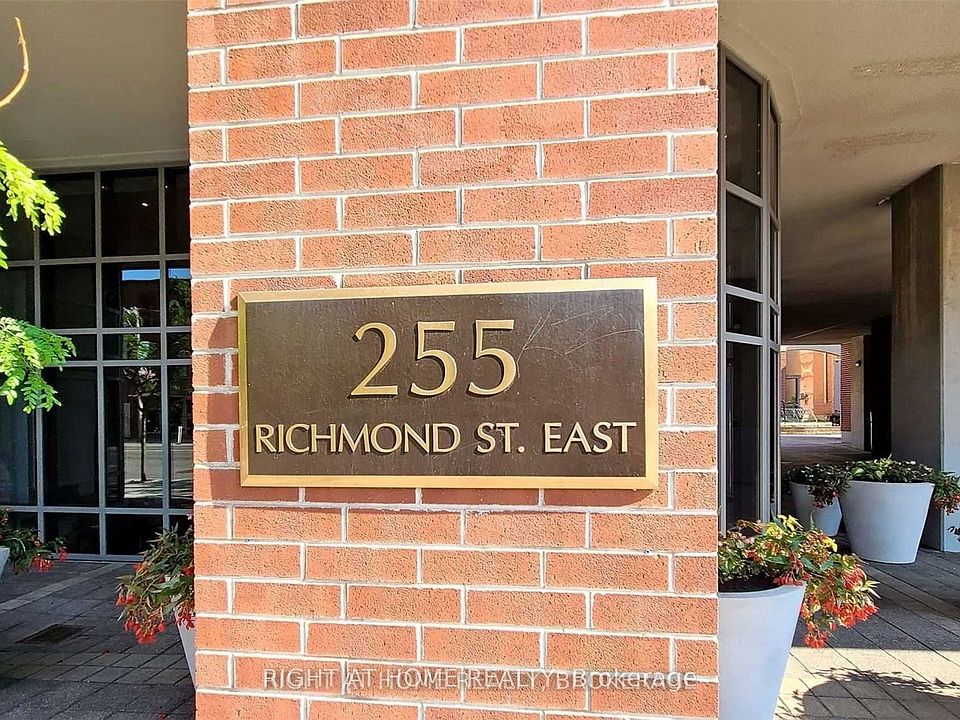 255
RICHMOND ST. EAST
RIGHT AT HOME REALTY, Brokerage